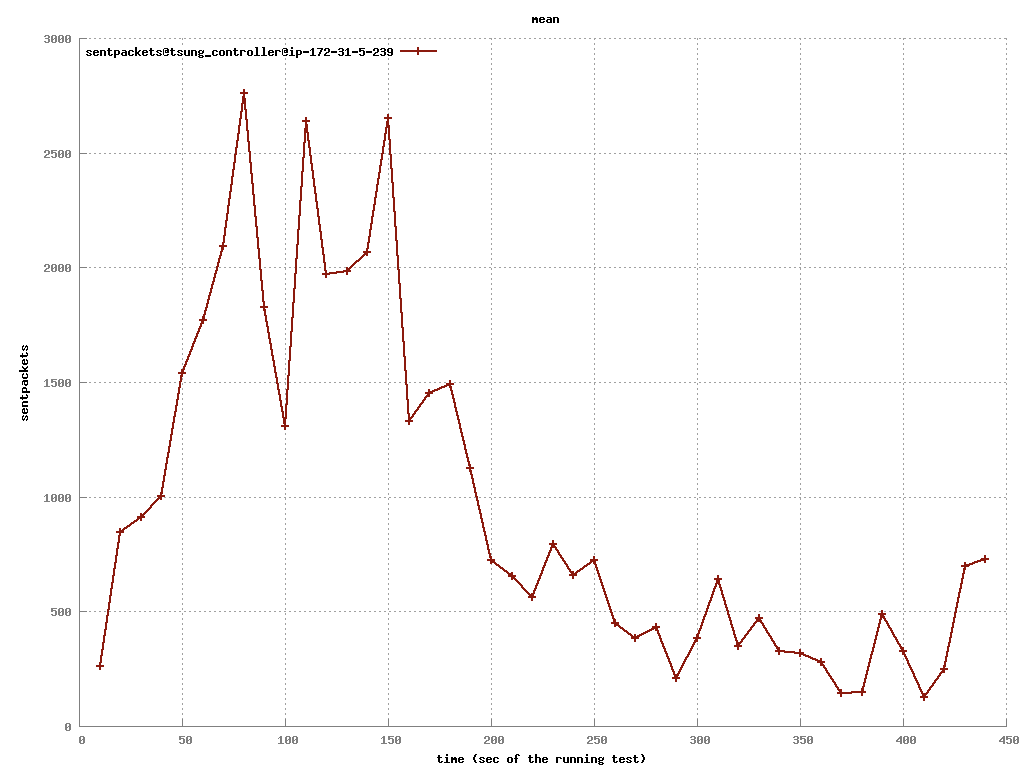 mean
3000
sentpackets@tsung_controller@ip-172-31-5-239
2500
2000
1500
1000
500
0
sentpackets
0 50 100 150 200 250 300 350 400 450
time (sec of the running test)